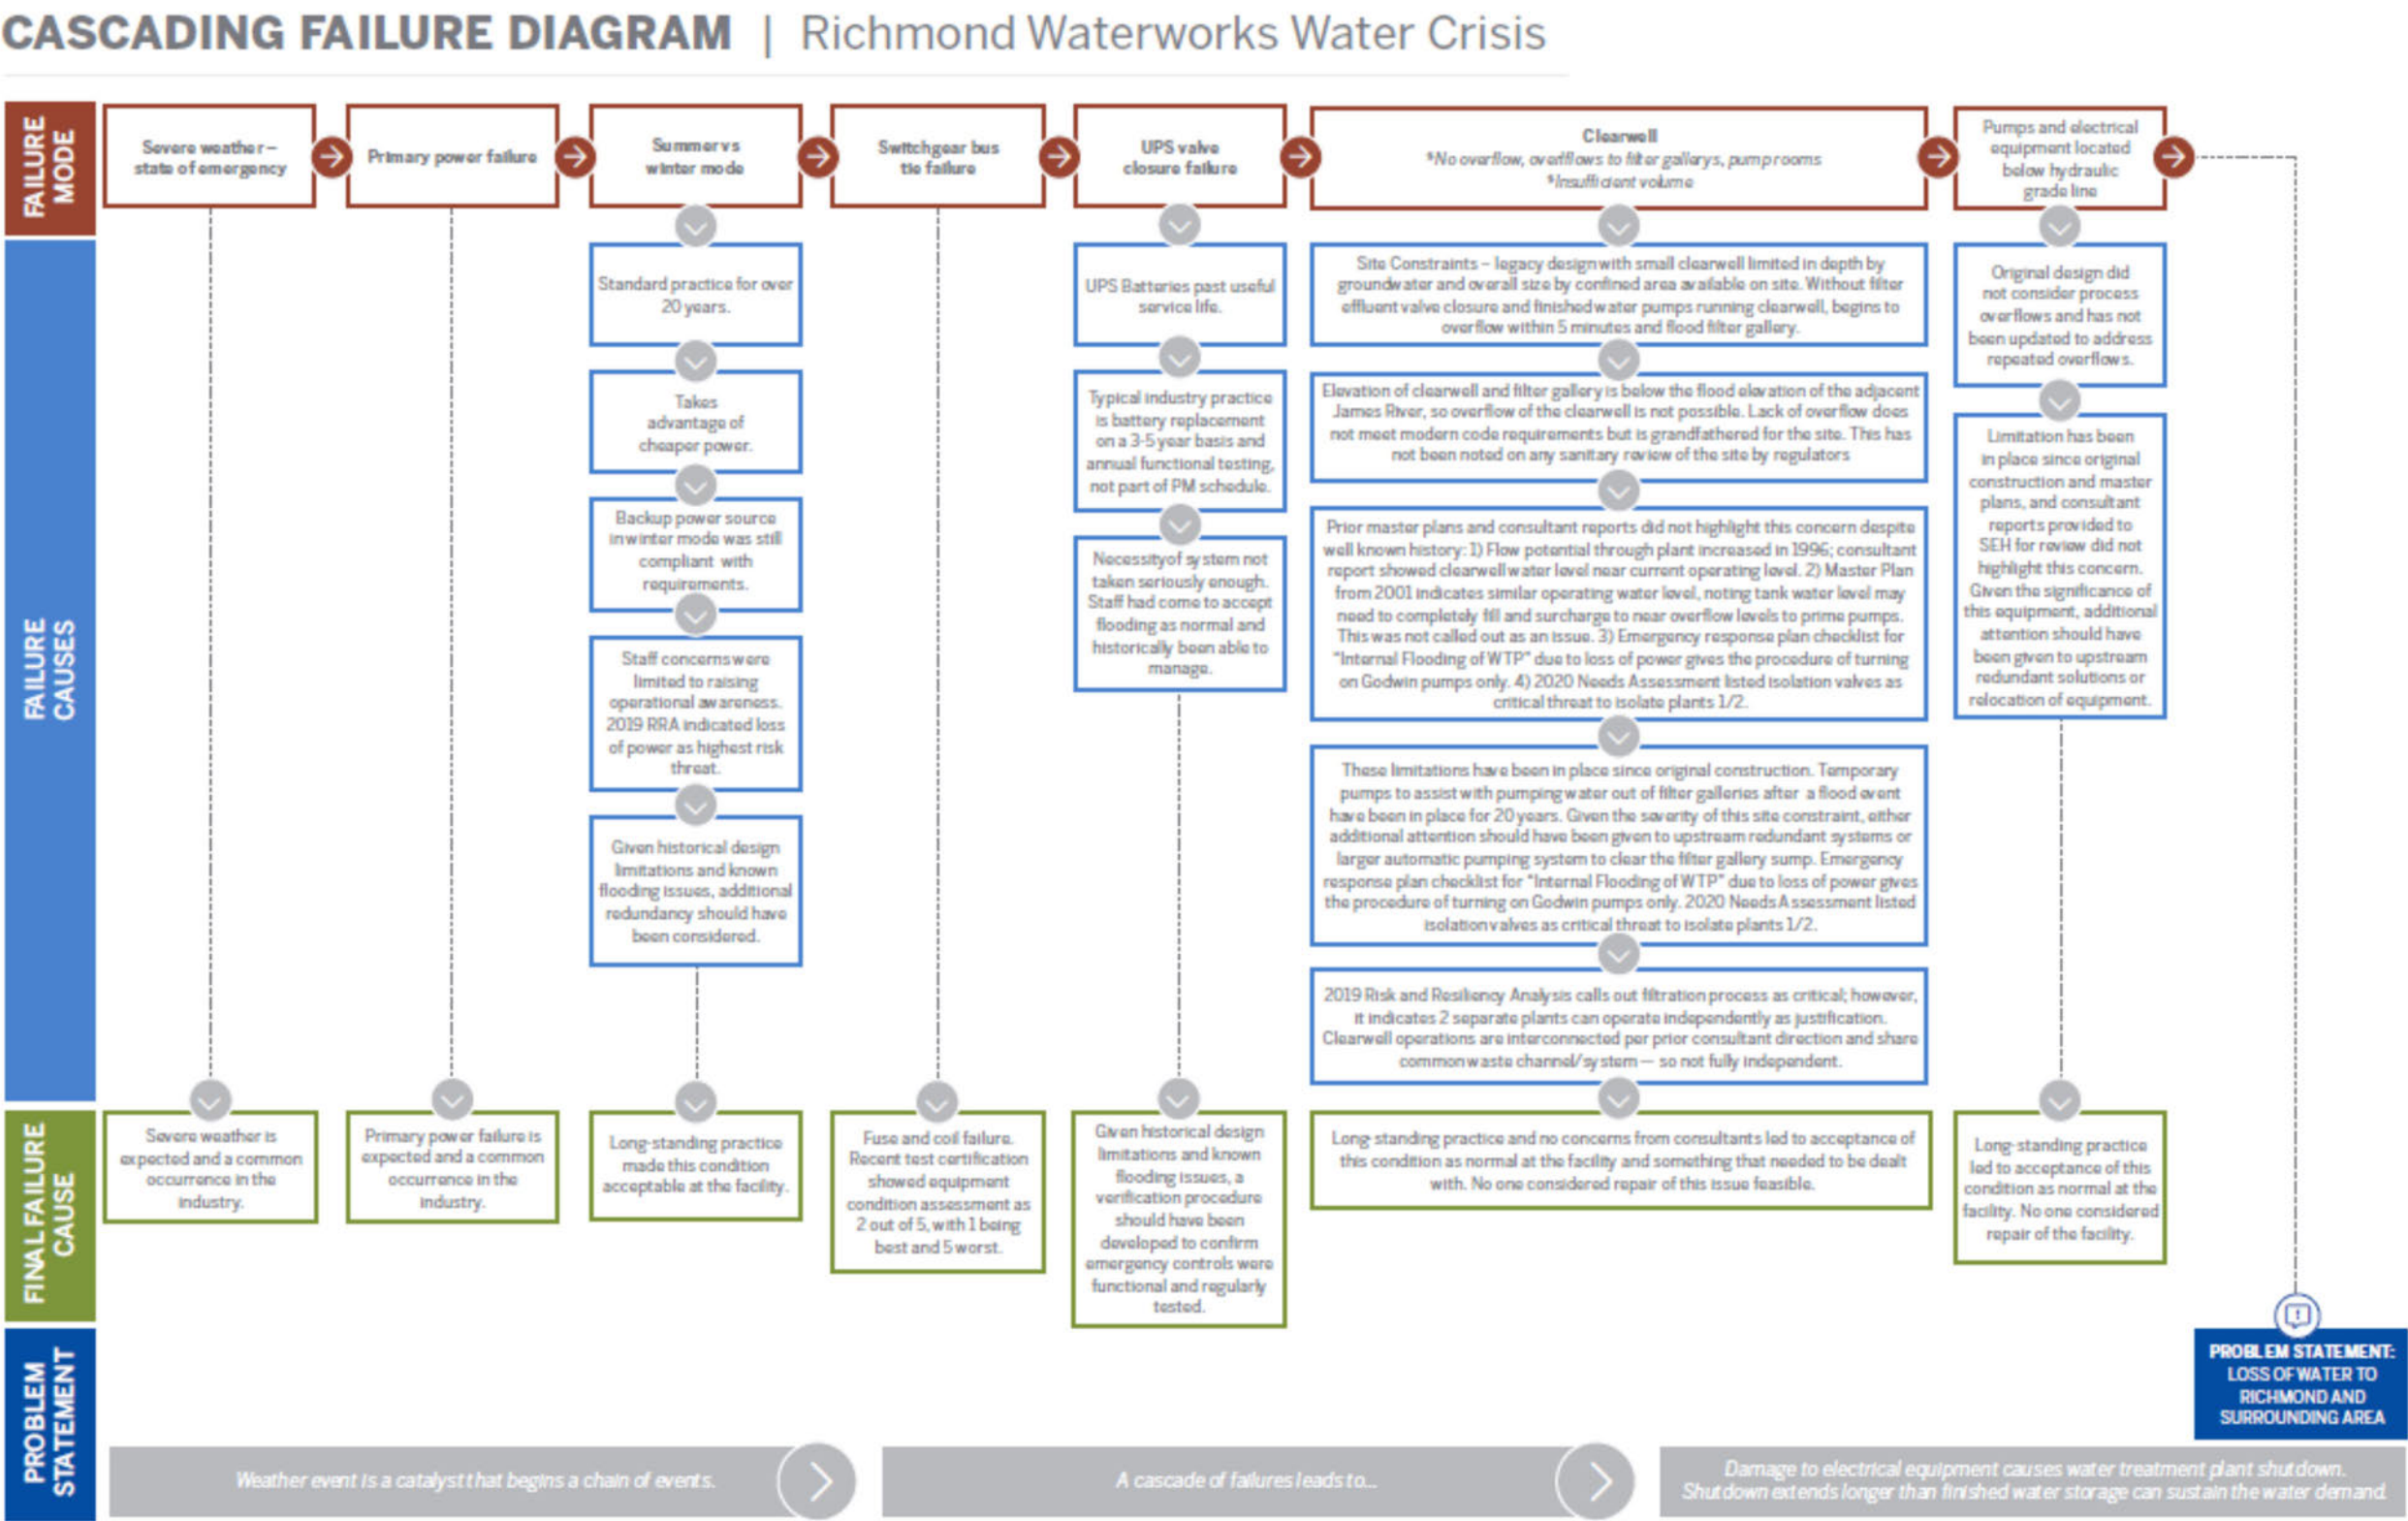 CASCADING FAILURE DIAGRAM | Richmond Waterworks Water Crisis
FAILURE
MODE
Severe weather –
state of emergency
Primary power failure
Summer vs
winter mode
Switchgear bus
tie failure
UPS valve
closure failure
Clearwell
*No overflow, overflows to filter gallerys, pump rooms
*Insufficient volume
Pumps and electrical
equipment located
below hydraulic
grade line
FAILURE
CAUSES
Standard practice for over
20 years.
Takes
advantage of
cheaper power.
Backup power source
in winter mode was still
compliant with
requirements.
Staff concerns were
limited to raising
operational awareness.
2019 RRA indicated loss
of power as highest risk
threat.
Given historical design
limitations and known
flooding issues, additional
redundancy should have
been considered.
UPS Batteries past useful
service life.
Typical industry practice
is battery replacement
on a 3-5 year basis and
annual functional testing,
not part of PM schedule.
Necessity of system not
taken seriously enough.
Staff had come to accept
flooding as normal and
historically been able to
manage.
Site Constraints – legacy design with small clearwell limited in depth by
groundwater and overall size by confined area available on site. Without filter
effluent valve closure and finished water pumps running clearwell, begins to
overflow within 5 minutes and flood filter gallery.
Elevation of clearwell and filter gallery is below the flood elevation of the adjacent
James River, so overflow of the clearwell is not possible. Lack of overflow does
not meet modern code requirements but is grandfathered for the site. This has
not been noted on any sanitary review of the site by regulators
Prior master plans and consultant reports did not highlight this concern despite
well known history: 1) Flow potential through plant increased in 1996; consultant
report showed clearwell water level near current operating level. 2) Master Plan
from 2001 indicates similar operating water level, noting tank water level may
need to completely fill and surcharge to near overflow levels to prime pumps.
This was not called out as an issue. 3) Emergency response plan checklist for
"Internal Flooding of WTP" due to loss of power gives the procedure of turning
on Godwin pumps only. 4) 2020 Needs Assessment listed isolation valves as
critical threat to isolate plants 1/2.
These limitations have been in place since original construction. Temporary
pumps to assist with pumping water out of filter galleries after a flood event
have been in place for 20 years. Given the severity of this site constraint, either
additional attention should have been given to upstream redundant systems or
larger automatic pumping system to clear the filter gallery sump. Emergency
response plan checklist for "Internal Flooding of WTP" due to loss of power gives
the procedure of turning on Godwin pumps only. 2020 Needs Assessment listed
isolation valves as critical threat to isolate plants 1/2.
2019 Risk and Resiliency Analysis calls out filtration process as critical; however,
it indicates 2 separate plants can operate independently as justification.
Clearwell operations are interconnected per prior consultant direction and share
common waste channel/system — so not fully independent.
Original design did
not consider process
overflows and has not
been updated to address
repeated overflows.
Limitation has been
in place since original
construction and master
plans, and consultant
reports provided to
SEH for review did not
highlight this concern.
Given the significance of
this equipment, additional
attention should have
been given to upstream
redundant solutions or
relocation of equipment.
FINAL FAILURE
CAUSE
Severe weather is
expected and a common
occurrence in the
industry.
Primary power failure is
expected and a common
occurrence in the
industry.
Long-standing practice
made this condition
acceptable at the facility.
Fuse and coil failure.
Recent test certification
showed equipment
condition assessment as
2 out of 5, with 1 being
best and 5 worst.
Given historical design
limitations and known
flooding issues, a
verification procedure
should have been
developed to confirm
emergency controls were
functional and regularly
tested.
Long-standing practice and no concerns from consultants led to acceptance of
this condition as normal at the facility and something that needed to be dealt
with. No one considered repair of this issue feasible.
Long-standing practice
led to acceptance of this
condition as normal at the
facility. No one considered
repair of the facility.
PROBLEM
STATEMENT
PROBLEM STATEMENT:
LOSS OF WATER TO
RICHMOND AND
SURROUNDING AREA
Weather event is a catalyst that begins a chain of events.
A cascade of failures leads to...
Damage to electrical equipment causes water treatment plant shutdown.
Shutdown extends longer than finished water storage can sustain the water demand.